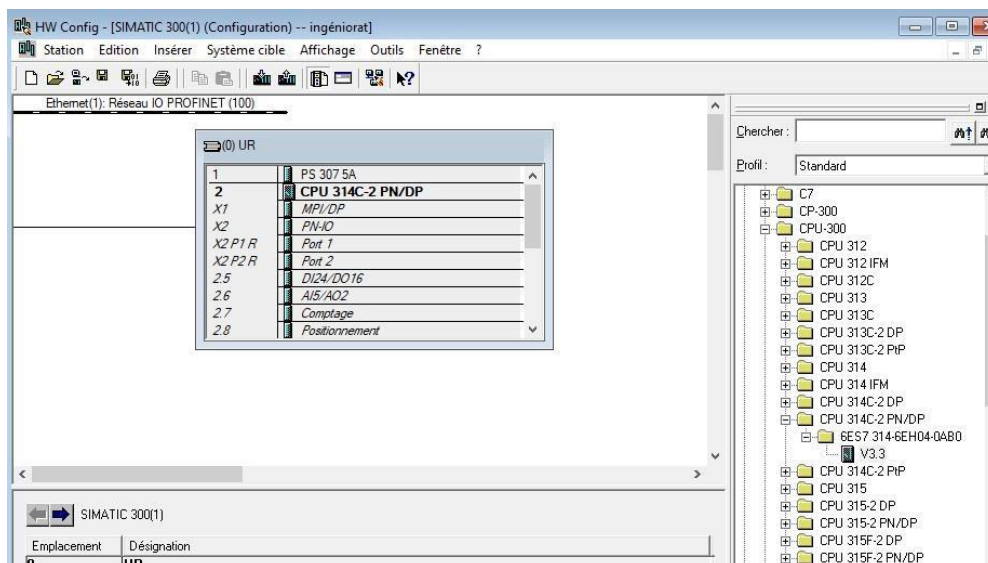 HW Config - [SIMATIC 300(1) (Configuration) -- ingéniorat]
Station Edition Insérer Système cible Affichage Outils Fenêtre ?
Ethernet(1): Réseau IO PROFINET (100)
(0) UR
1 PS 307 5A
2 CPU 314C-2 PN/DP
X1 MPI/DP
X2 PN-IO
X2 P1 R Port 1
X2 P2 R Port 2
2.5 DI24/DO16
2.6 AI5/AO2
2.7 Comptage
2.8 Positionnement
SIMATIC 300(1)
Emplacement Désignation
UR
Chercher :
Profil : Standard
C7
CP-300
CPU-300
CPU 312
CPU 312 IFM
CPU 312C
CPU 313
CPU 313C
CPU 313C-2 DP
CPU 313C-2 PtP
CPU 314
CPU 314 IFM
CPU 314C-2 DP
CPU 314C-2 PN/DP
6ES7 314-6EH04-0AB0
V3.3
CPU 314C-2 PtP
CPU 315
CPU 315-2 DP
CPU 315-2 PN/DP
CPU 315F-2 DP
CPU 315F-2 PN/DP